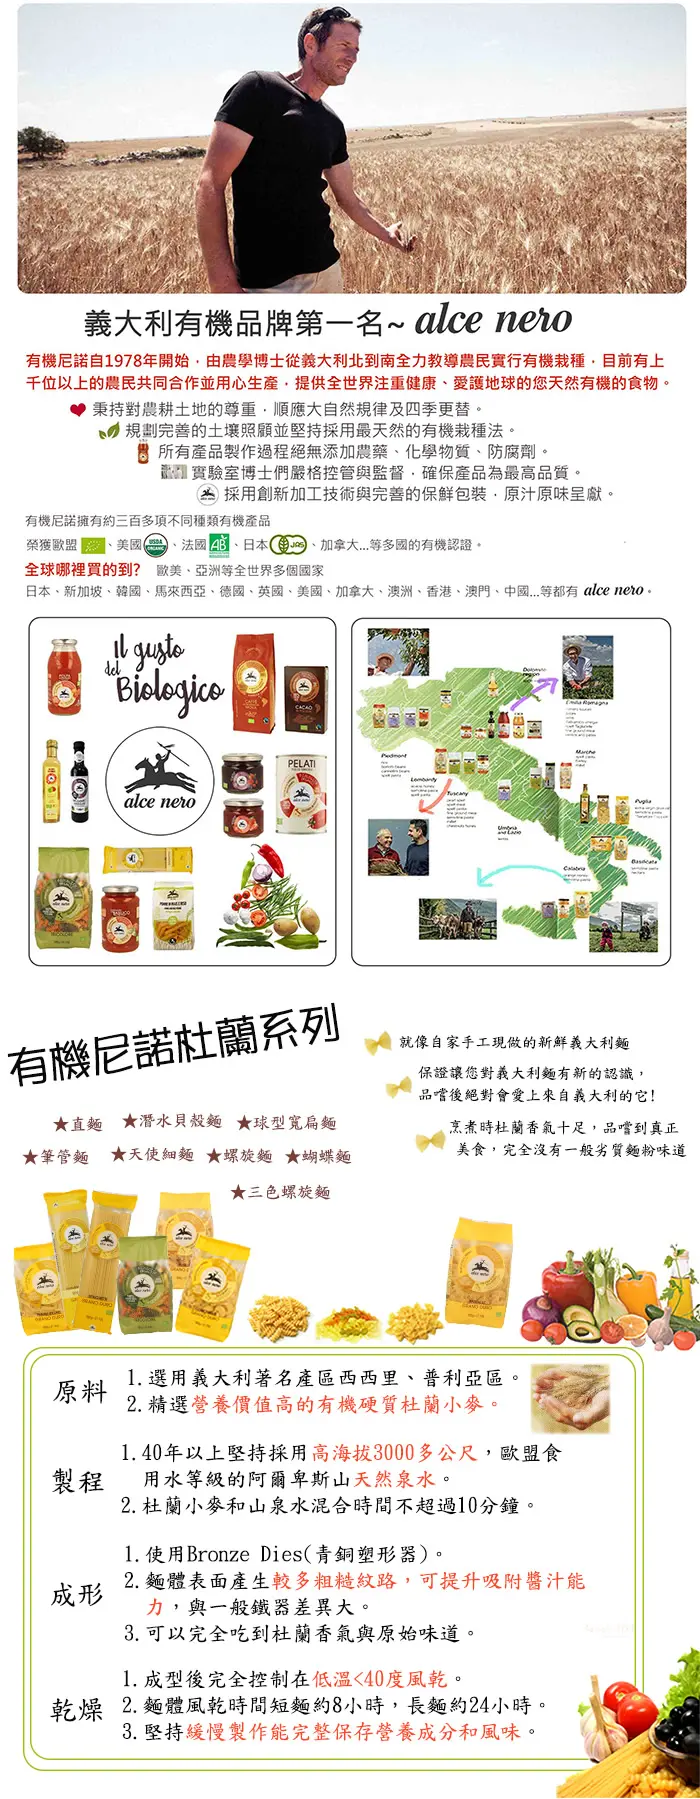 義大利有機品牌第一名~ alce nero
有機尼諾自1978年開始，由農學博士從義大利北到南全力教導農民實行有機栽種，目前有上
千位以上的農民共同合作並用心生產，提供全世界注重健康、愛護地球的您天然有機的食物。
秉持對農耕土地的尊重，順應大自然規律及四季更替。
規劃完善的土壤照顧並堅持採用最天然的有機栽種法。
所有產品製作過程絕無添加農藥、化學物質、防腐劑。
實驗室博士們嚴格控管與監督，確保產品為最高品質。
採用創新加工技術與完善的保鮮包裝，原汁原味呈獻。
有機尼諾擁有約三百多項不同種類有機產品
榮獲歐盟、美國 USDA ORGANIC、法國 AB、日本 JAS、加拿大...等多國的有機認證。
全球哪裡買的到? 歐美、亞洲等全世界多個國家
日本、新加坡、韓國、馬來西亞、德國、英國、美國、加拿大、澳洲、香港、澳門、中國...等都有 alce nero。
Il gusto
del
Biologico
CACAO
PELATI
alce nero
Dolomite
region
Emilia Romagna
Piedmont
Lombardy
Tuscany
Marche
Umbria
and Lazio
Puglia
Basilicata
Calabria
有機尼諾杜蘭系列
就像自家手工現做的新鮮義大利麵
保證讓您對義大利麵有新的認識，
品嚐後絕對會愛上來自義大利的它!
烹煮時杜蘭香氣十足，品嚐到真正
美食，完全沒有一般劣質麵粉味道
★直麵 ★潛水貝殼麵 ★球型寬扁麵
★筆管麵 ★天使細麵 ★螺旋麵 ★蝴蝶麵
★三色螺旋麵
原料
1.選用義大利著名產區西西里、普利亞區。
2.精選營養價值高的有機硬質杜蘭小麥。
製程
1.40年以上堅持採用高海拔3000多公尺，歐盟食
用水等級的阿爾卑斯山天然泉水。
2.杜蘭小麥和山泉水混合時間不超過10分鐘。
成形
1.使用Bronze Dies(青銅塑形器)。
2.麵體表面產生較多粗糙紋路，可提升吸附醬汁能
力，與一般鐵器差異大。
3.可以完全吃到杜蘭香氣與原始味道。
乾燥
1.成型後完全控制在低溫<40度風乾。
2.麵體風乾時間短麵約8小時，長麵約24小時。
3.堅持緩慢製作能完整保存營養成分和風味。